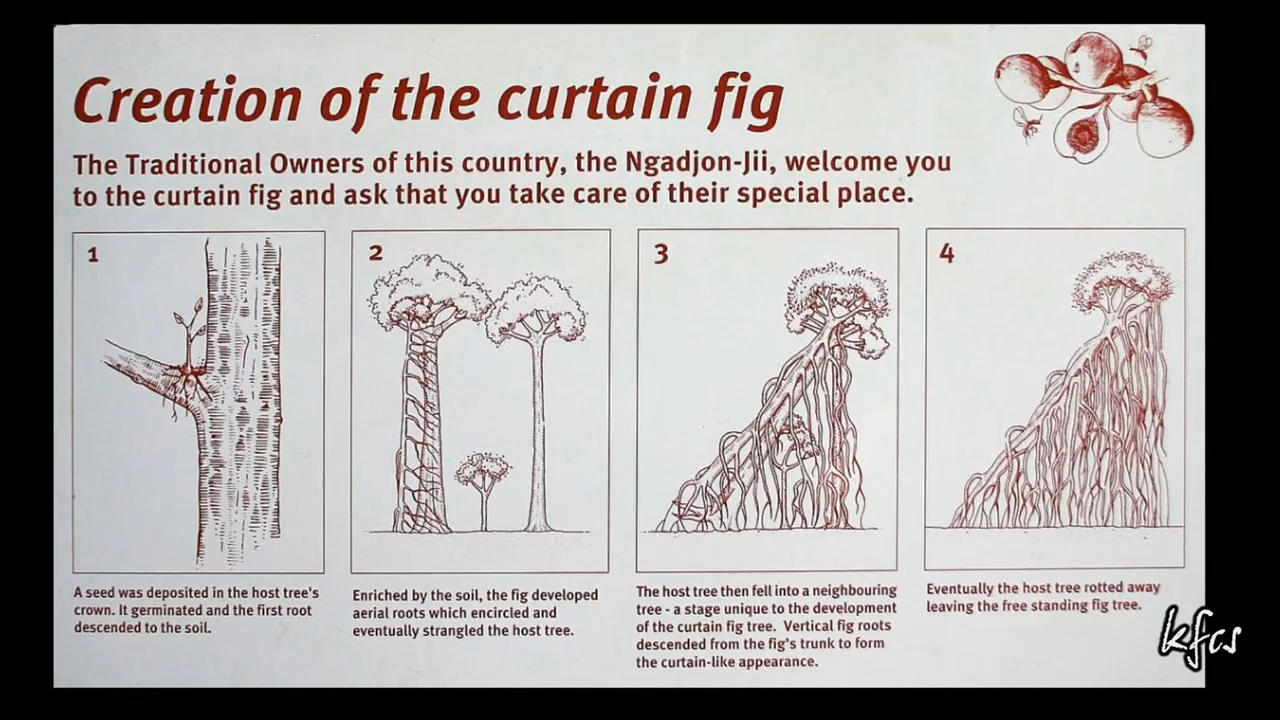 Creation of the curtain fig
The Traditional Owners of this country, the Ngadjon-Jii, welcome you
to the curtain fig and ask that you take care of their special place.
1
A seed was deposited in the host tree's
crown. It germinated and the first root
descended to the soil.
2
Enriched by the soil, the fig developed
aerial roots which encircled and
eventually strangled the host tree.
3
The host tree then fell into a neighbouring
tree - a stage unique to the development
of the curtain fig tree. Vertical fig roots
descended from the fig's trunk to form
the curtain-like appearance.
4
Eventually the host tree rotted away
leaving the free standing fig tree.
kfcs